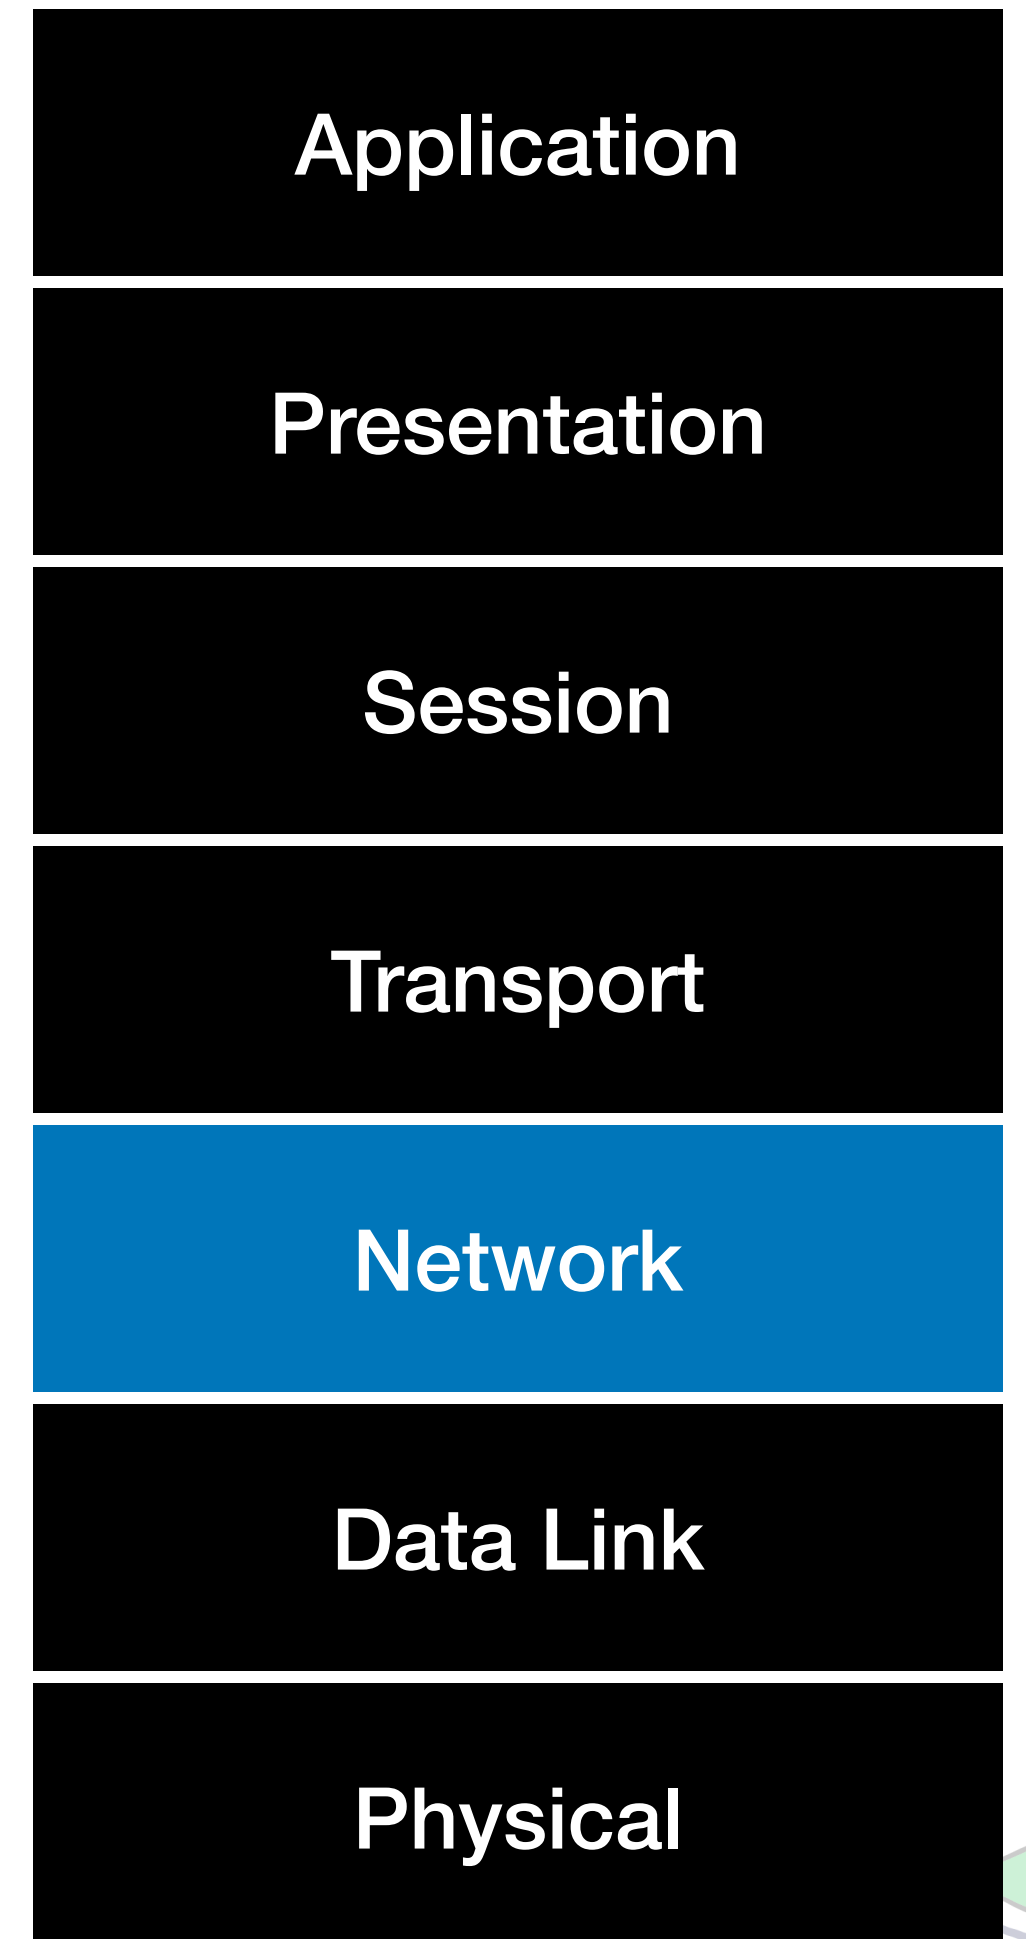 Application
Presentation
Session
Transport
Network
Data Link
Physical